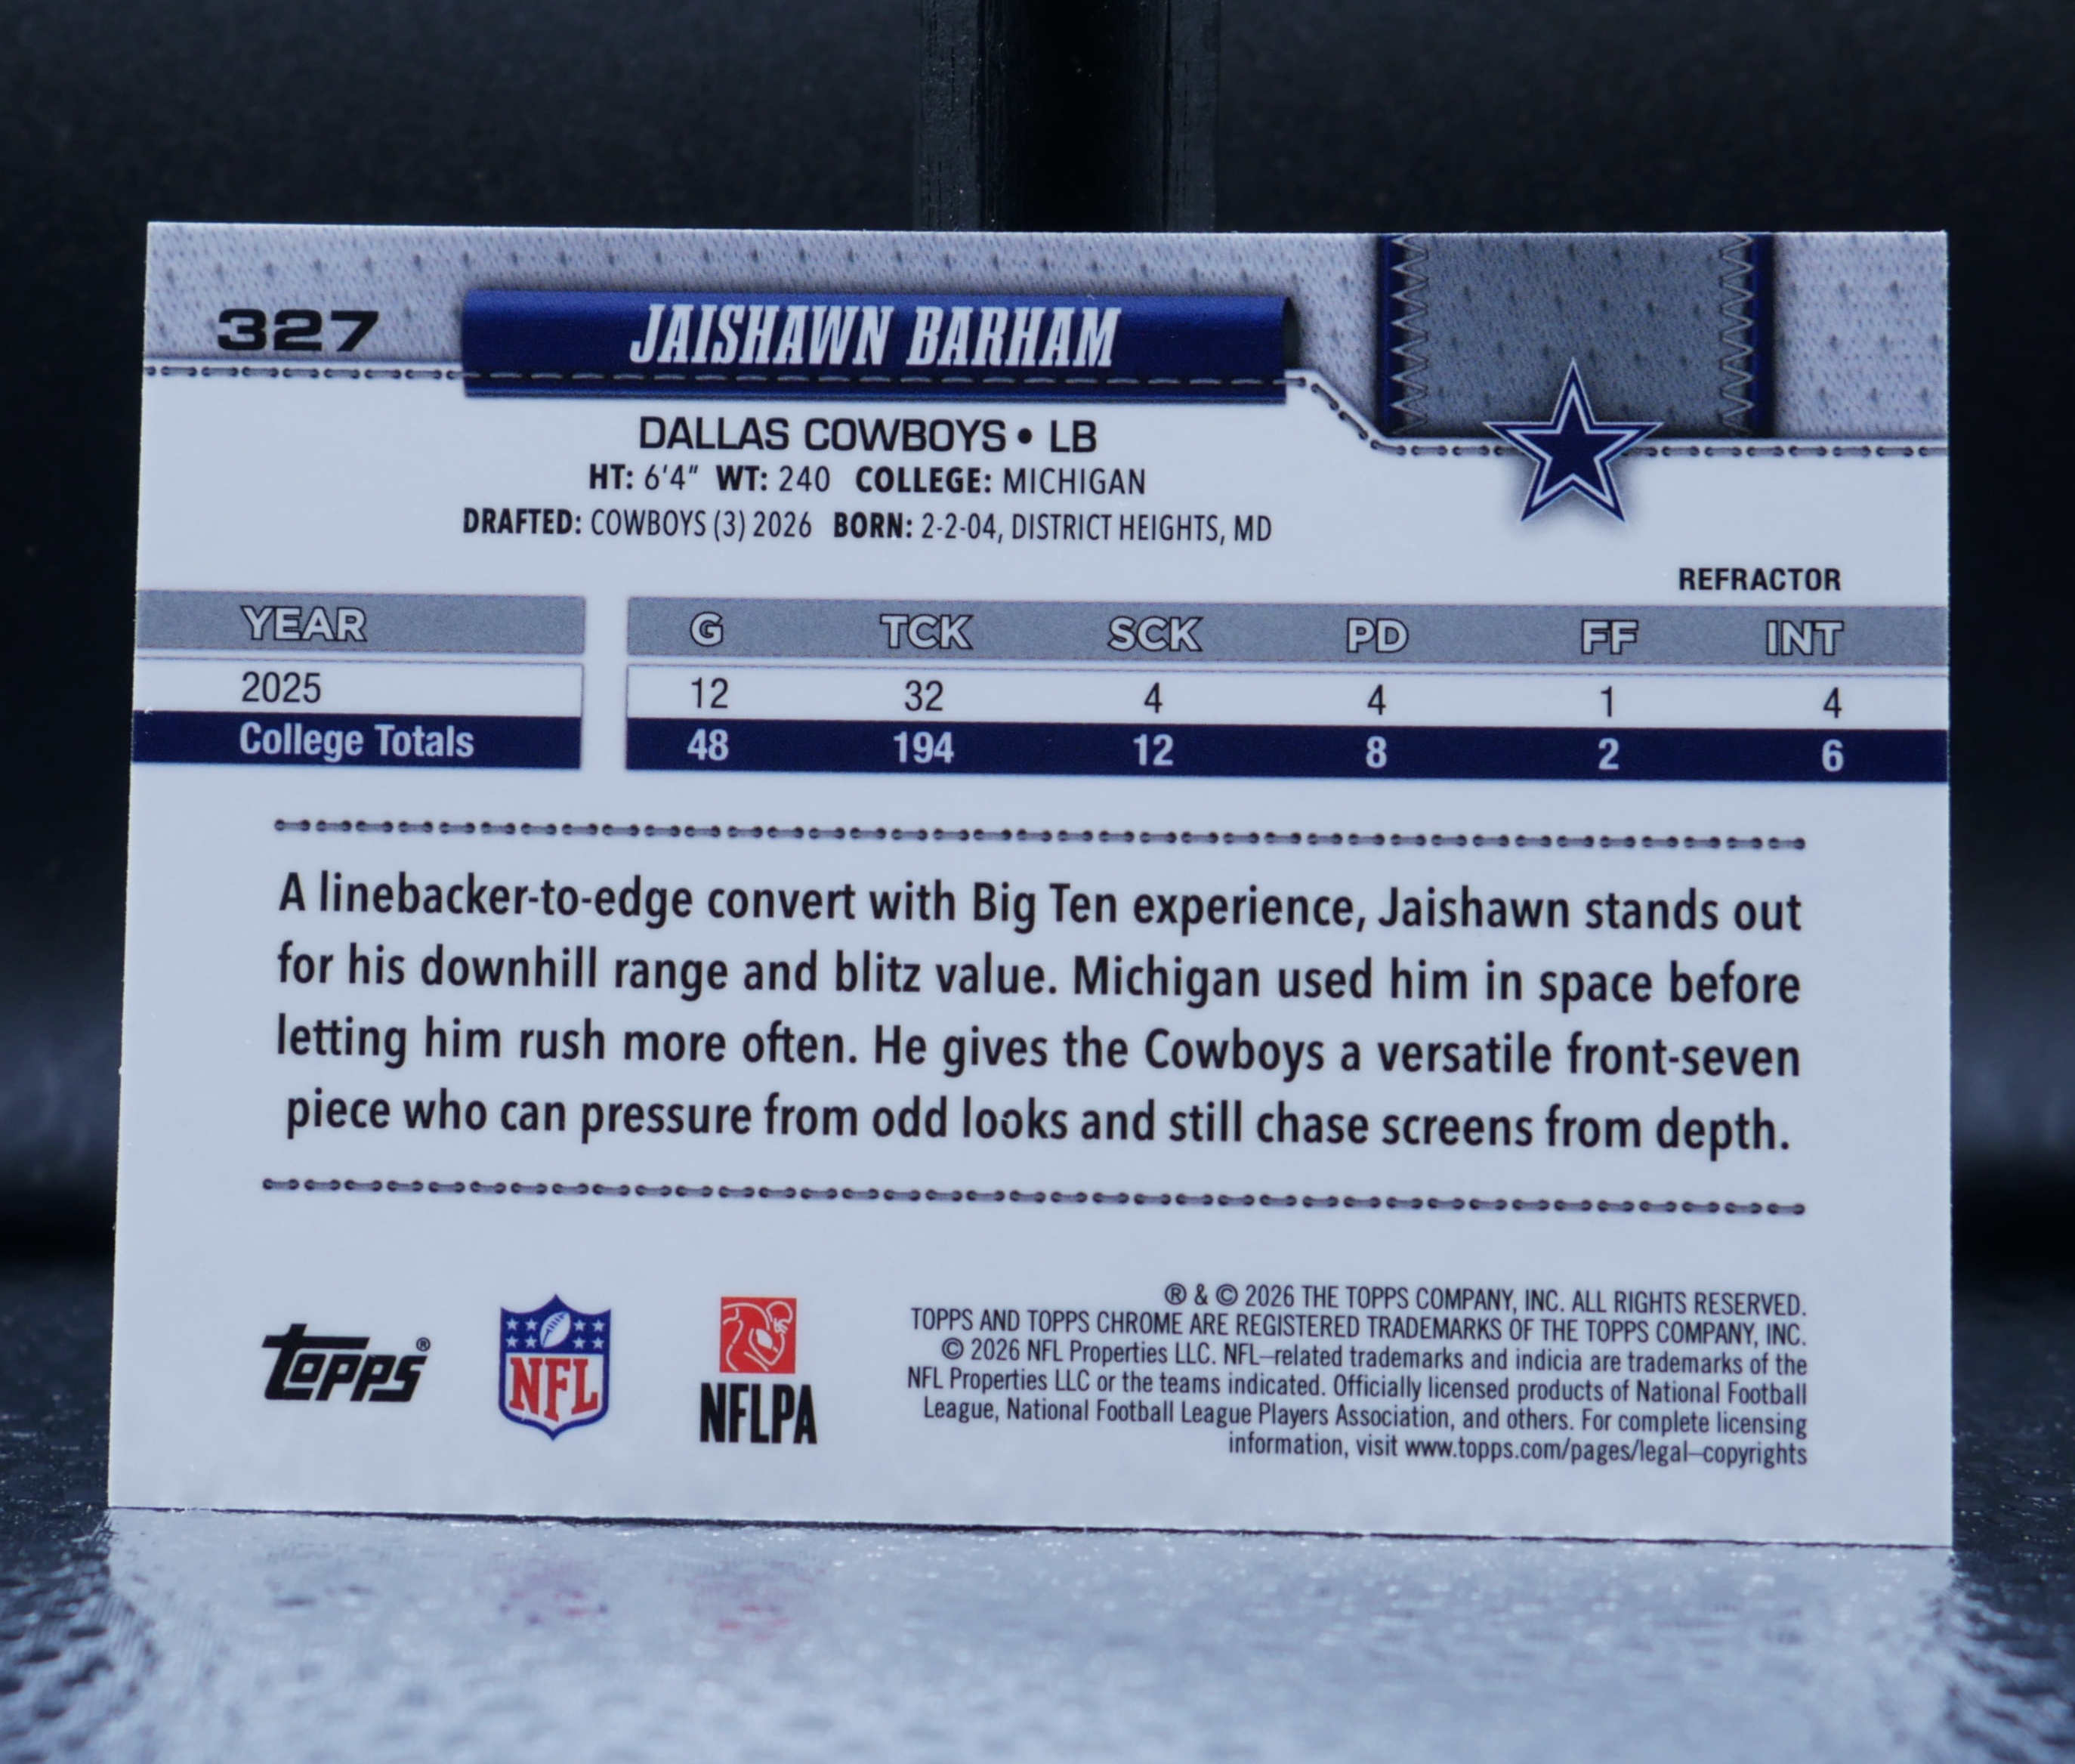 327
JAISHAWN BARHAM
DALLAS COWBOYS • LB
HT: 6'4" WT: 240 COLLEGE: MICHIGAN
DRAFTED: COWBOYS (3) 2026 BORN: 2-2-04, DISTRICT HEIGHTS, MD
REFRACTOR
YEAR G TCK SCK PD FF INT
2025 12 32 4 4 1 4
College Totals 48 194 12 8 2 6
A linebacker-to-edge convert with Big Ten experience, Jaishawn stands out
for his downhill range and blitz value. Michigan used him in space before
letting him rush more often. He gives the Cowboys a versatile front-seven
piece who can pressure from odd looks and still chase screens from depth.
topps®
NFL
NFLPA
® & © 2026 THE TOPPS COMPANY, INC. ALL RIGHTS RESERVED.
TOPPS AND TOPPS CHROME ARE REGISTERED TRADEMARKS OF THE TOPPS COMPANY, INC.
© 2026 NFL Properties LLC. NFL–related trademarks and indicia are trademarks of the
NFL Properties LLC or the teams indicated. Officially licensed products of National Football
League, National Football League Players Association, and others. For complete licensing
information, visit www.topps.com/pages/legal–copyrights